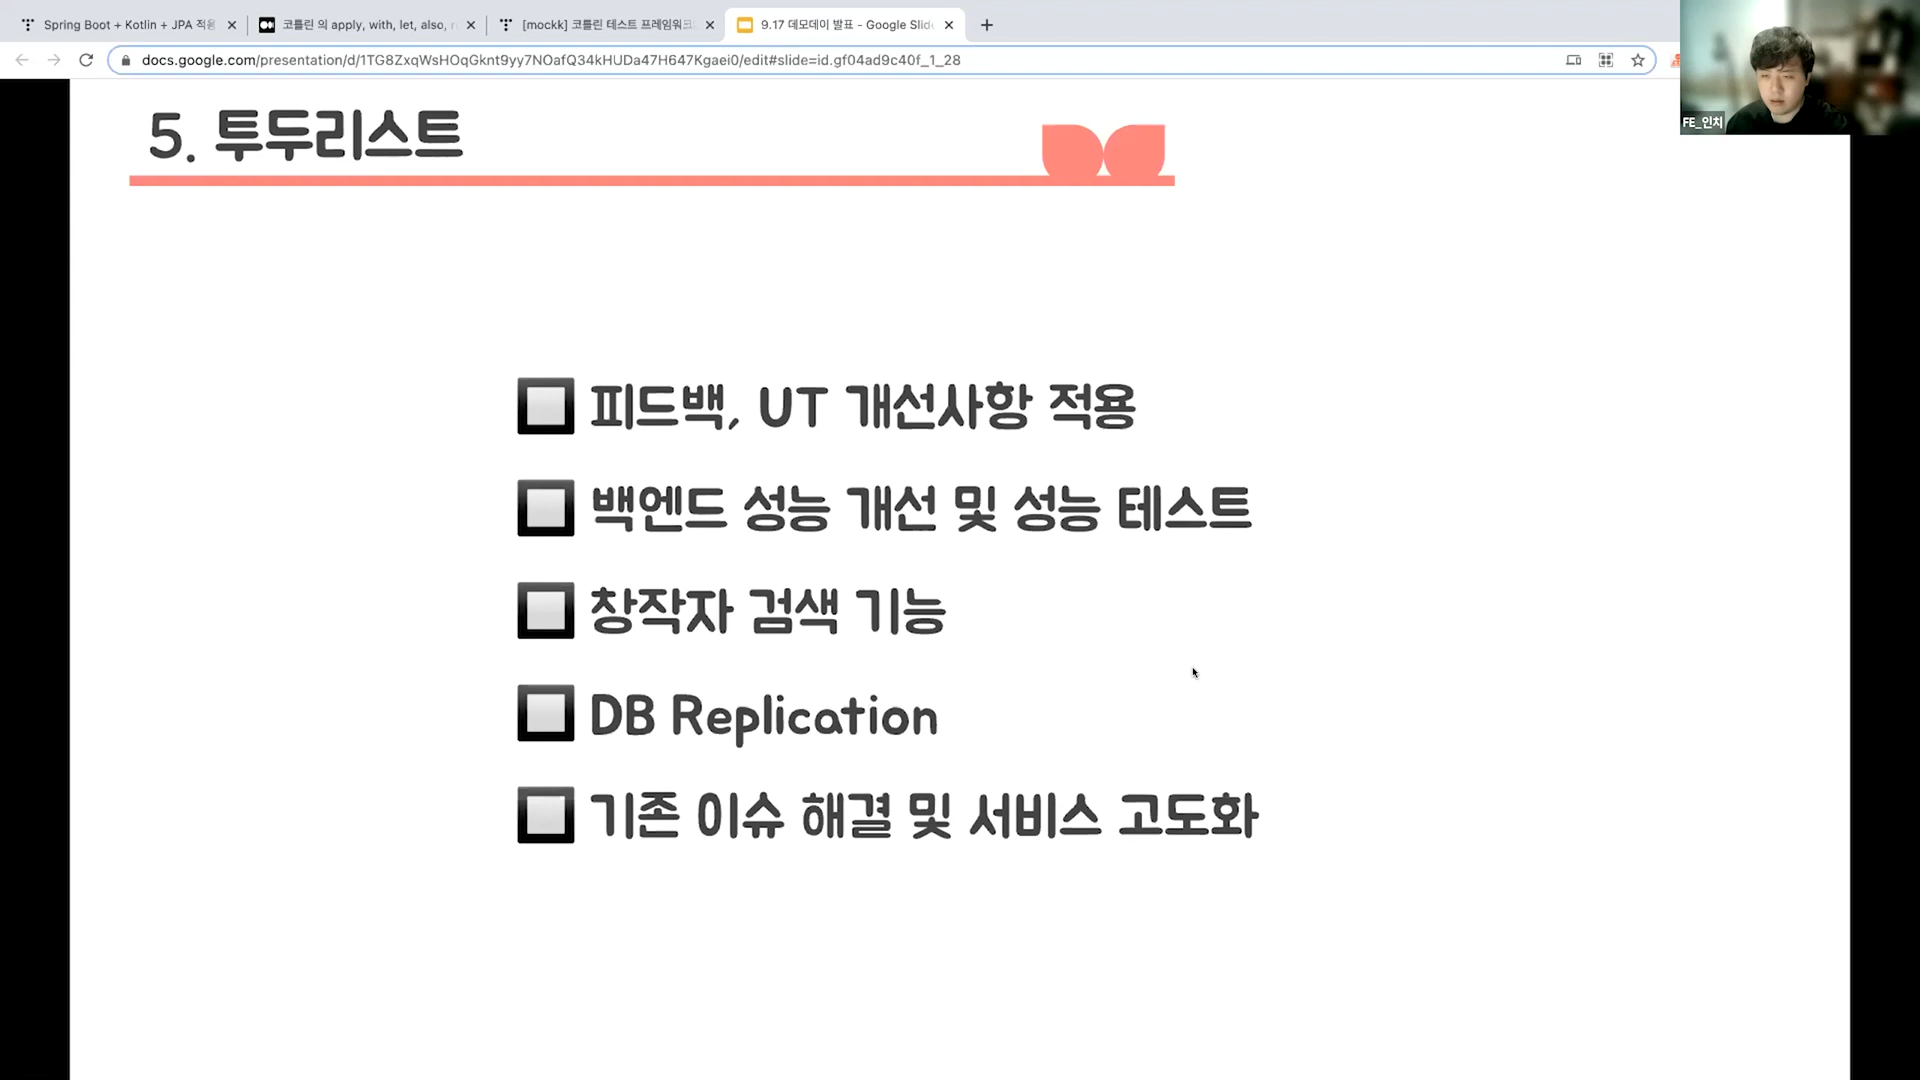 Spring Boot + Kotlin + JPA 적용
코틀린 의 apply, with, let, also,
[mockk] 코틀린 테스트 프레임워크
9.17 데모데이 발표 - Google Slid
docs.google.com/presentation/d/1TG8ZxqWsHOqGknt9yy7NOafQ34kHUDa47H647Kgaei0/edit#slide=id.gf04ad9c40f_1_28
FE_인치
5. 투두리스트
피드백, UT 개선사항 적용
백엔드 성능 개선 및 성능 테스트
창작자 검색 기능
DB Replication
기존 이슈 해결 및 서비스 고도화